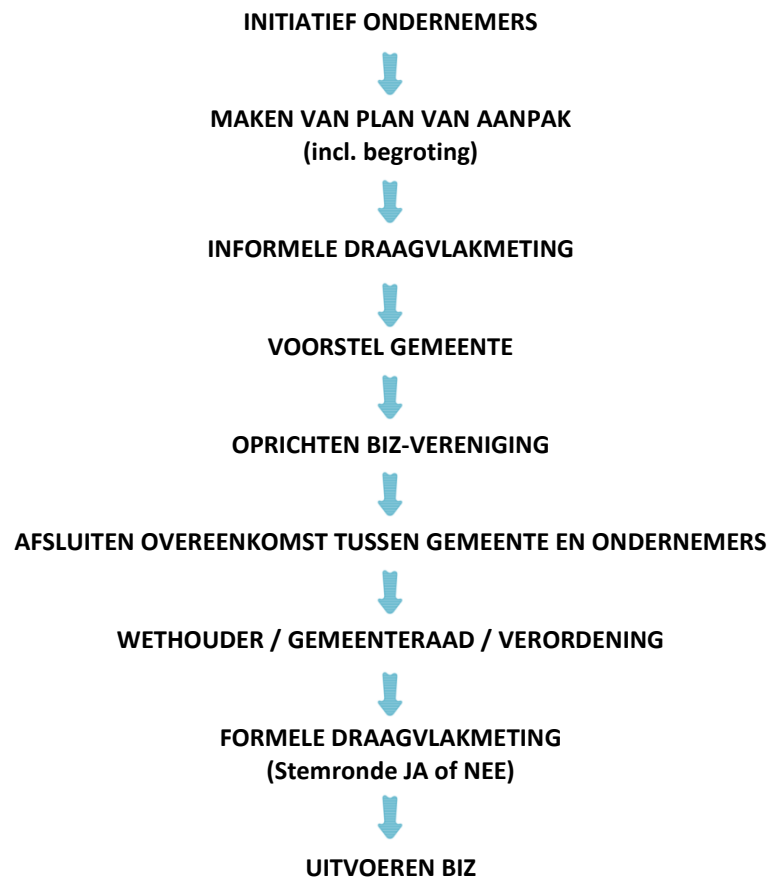 INITIATIEF ONDERNEMERS
MAKEN VAN PLAN VAN AANPAK
(incl. begroting)
INFORMELE DRAAGVLAKMETING
VOORSTEL GEMEENTE
OPRICHTEN BIZ-VERENIGING
AFSLUITEN OVEREENKOMST TUSSEN GEMEENTE EN ONDERNEMERS
WETHOUDER / GEMEENTERAAD / VERORDENING
FORMELE DRAAGVLAKMETING
(Stemronde JA of NEE)
UITVOEREN BIZ